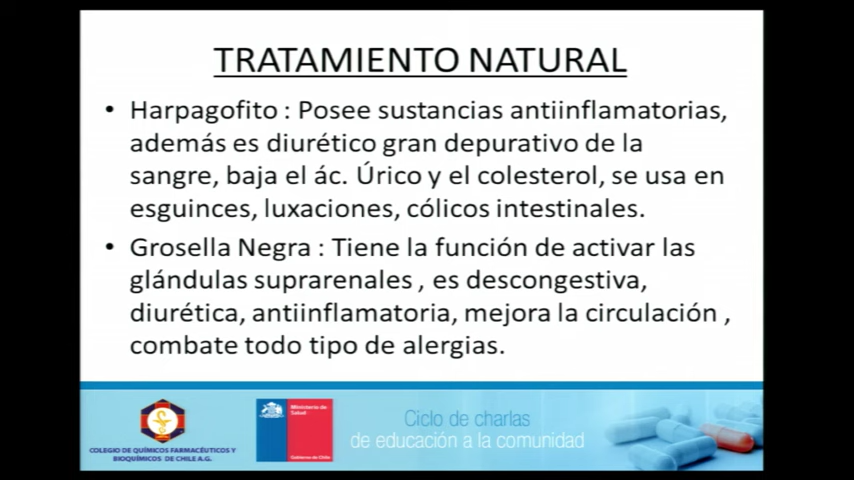 TRATAMIENTO NATURAL
• Harpagofito : Posee sustancias antiinflamatorias,
además es diurético gran depurativo de la
sangre, baja el ác. Úrico y el colesterol, se usa en
esguinces, luxaciones, cólicos intestinales.
• Grosella Negra : Tiene la función de activar las
glándulas suprarrenales , es descongestiva,
diurética, antiinflamatoria, mejora la circulación ,
combate todo tipo de alergias.
COLEGIO DE QUÍMICOS FARMACÉUTICOS Y
BIOQUÍMICOS DE CHILE A.G.
Ministerio de
Salud
Gobierno de Chile
Ciclo de charlas
de educación a la comunidad